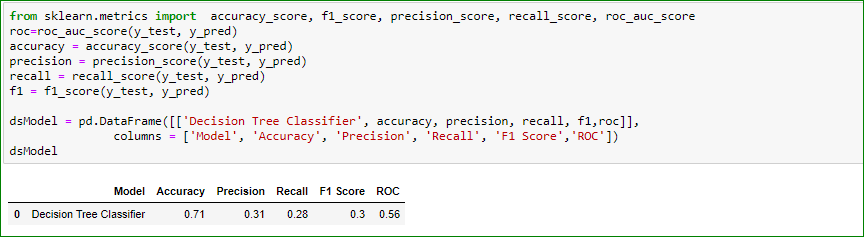 from sklearn.metrics import  accuracy_score, f1_score, precision_score, recall_score, roc_auc_score
roc=roc_auc_score(y_test, y_pred)
accuracy = accuracy_score(y_test, y_pred)
precision = precision_score(y_test, y_pred)
recall = recall_score(y_test, y_pred)
f1 = f1_score(y_test, y_pred)
dsModel = pd.DataFrame([['Decision Tree Classifier', accuracy, precision, recall, f1,roc]],
columns = ['Model', 'Accuracy', 'Precision', 'Recall', 'F1 Score','ROC'])
dsModel
Model Accuracy Precision Recall F1 Score ROC
0 Decision Tree Classifier 0.71 0.31 0.28 0.3 0.56